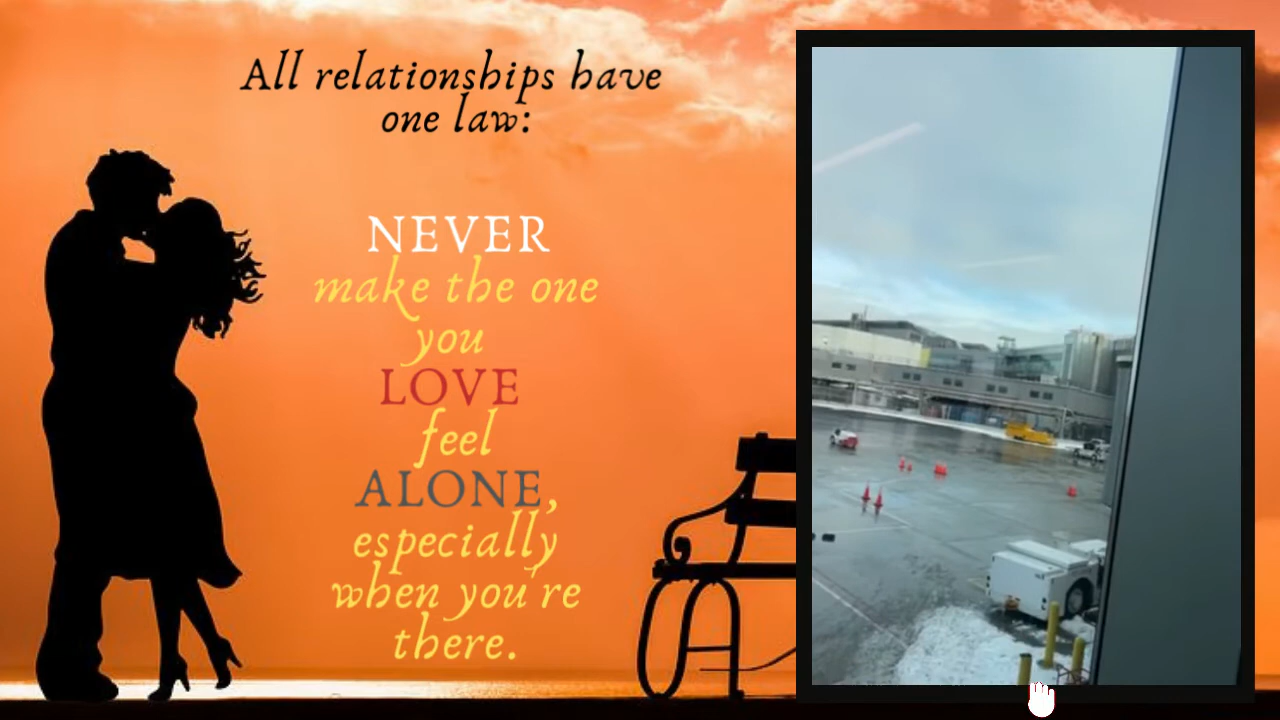 All relationships have
one law:
NEVER
make the one
you
LOVE
feel
ALONE,
especially
when you're
there.